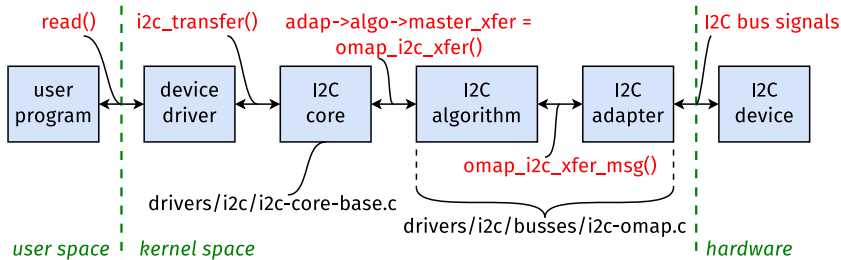 read()
i2c_transfer()
adap->algo->master_xfer =
omap_i2c_xfer()
I2C bus signals
user
program
device
driver
I2C
core
I2C
algorithm
I2C
adapter
I2C
device
omap_i2c_xfer_msg()
drivers/i2c/i2c-core-base.c
drivers/i2c/busses/i2c-omap.c
user space
kernel space
hardware